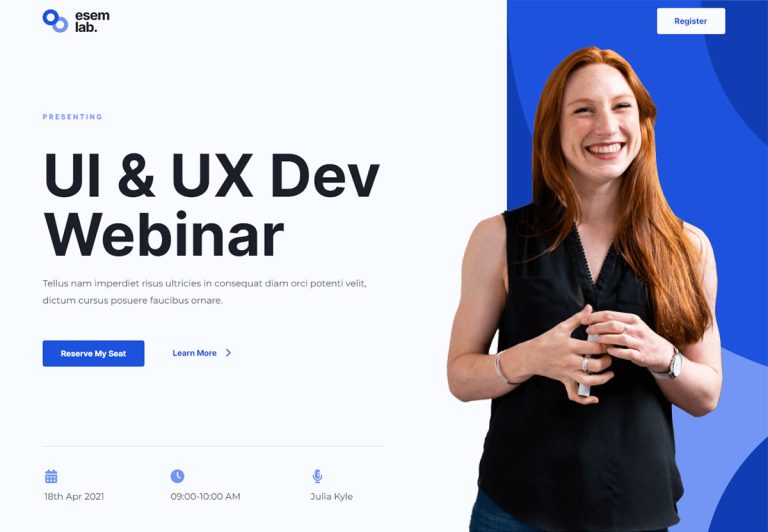 esem
lab.
Register
PRESENTING
UI & UX Dev
Webinar
Tellus nam imperdiet risus ultricies in consequat diam orci potenti velit,
dictum cursus posuere faucibus ornare.
Reserve My Seat
Learn More
18th Apr 2021
09:00-10:00 AM
Julia Kyle